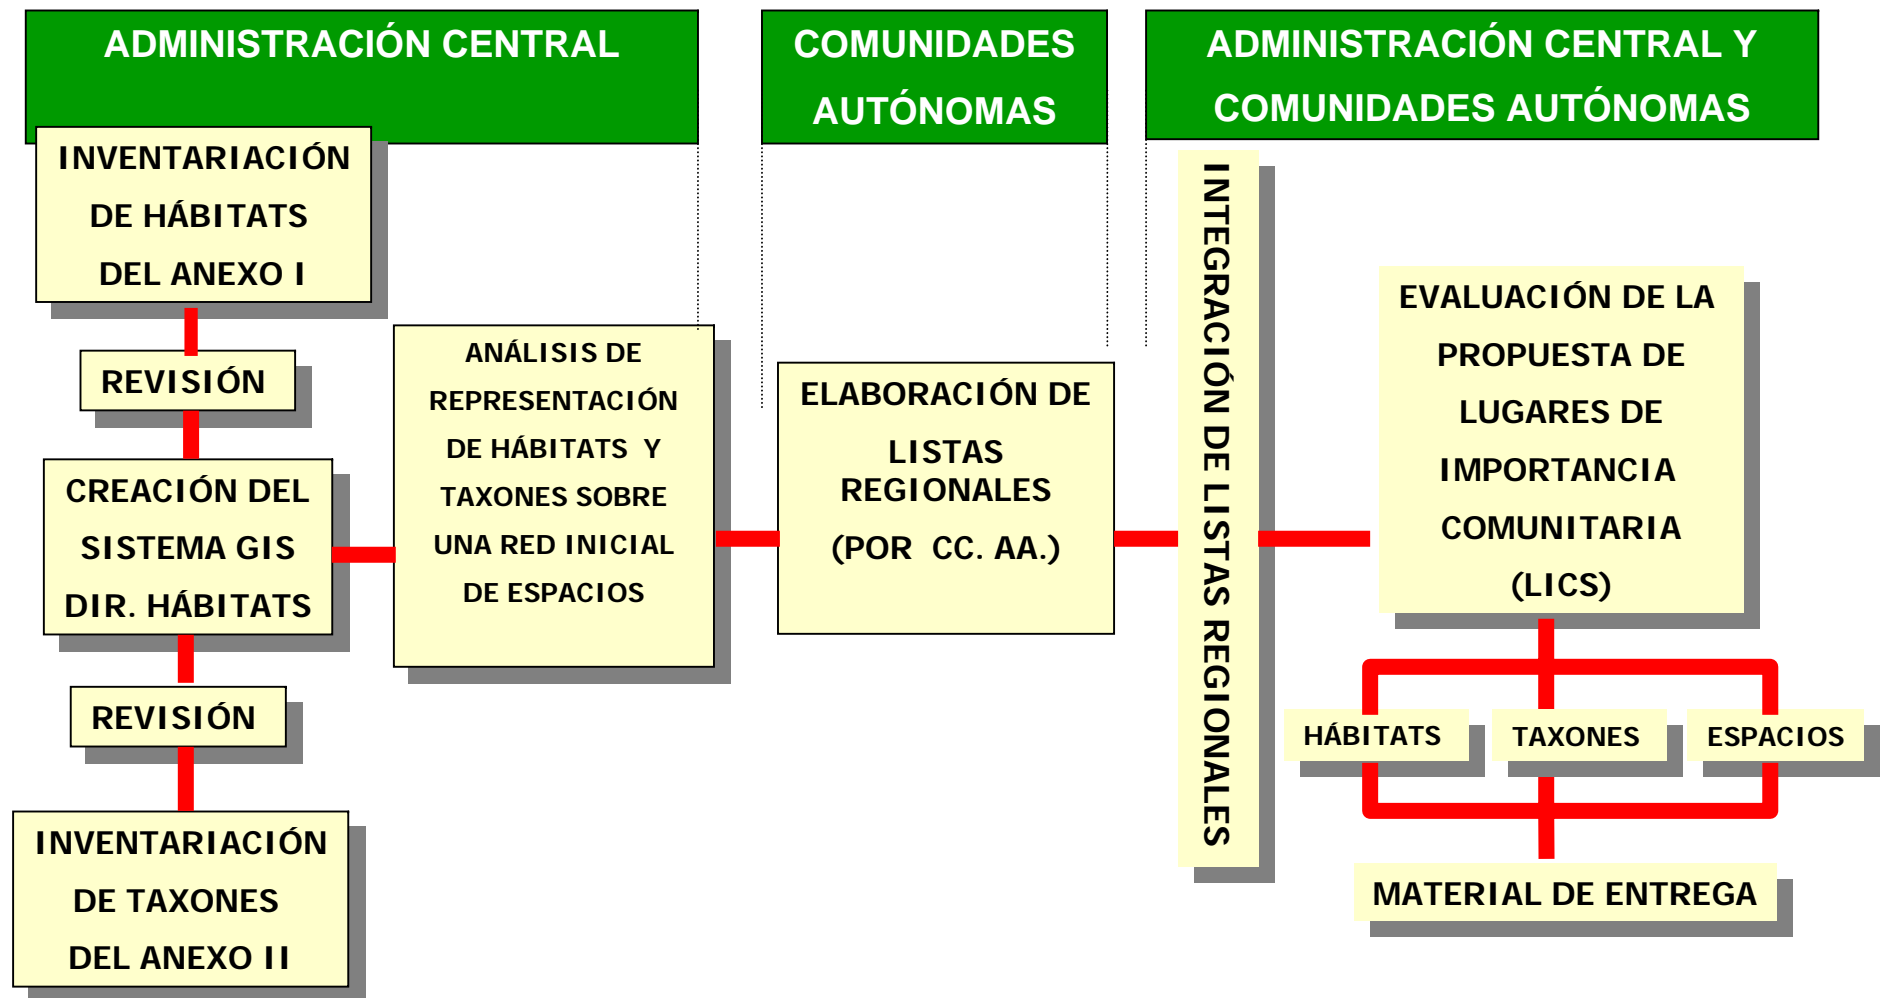 ADMINISTRACIÓN CENTRAL
COMUNIDADES
AUTÓNOMAS
ADMINISTRACIÓN CENTRAL Y
COMUNIDADES AUTÓNOMAS
INVENTARIACIÓN
DE HÁBITATS
DEL ANEXO I
REVISIÓN
CREACIÓN DEL
SISTEMA GIS
DIR. HÁBITATS
REVISIÓN
INVENTARIACIÓN
DE TAXONES
DEL ANEXO II
ANÁLISIS DE
REPRESENTACIÓN
DE HÁBITATS Y
TAXONES SOBRE
UNA RED INICIAL
DE ESPACIOS
ELABORACIÓN DE
LISTAS
REGIONALES
(POR CC. AA.)
INTEGRACIÓN DE LISTAS REGIONALES
EVALUACIÓN DE LA
PROPUESTA DE
LUGARES DE
IMPORTANCIA
COMUNITARIA
(LICS)
HÁBITATS
TAXONES
ESPACIOS
MATERIAL DE ENTREGA